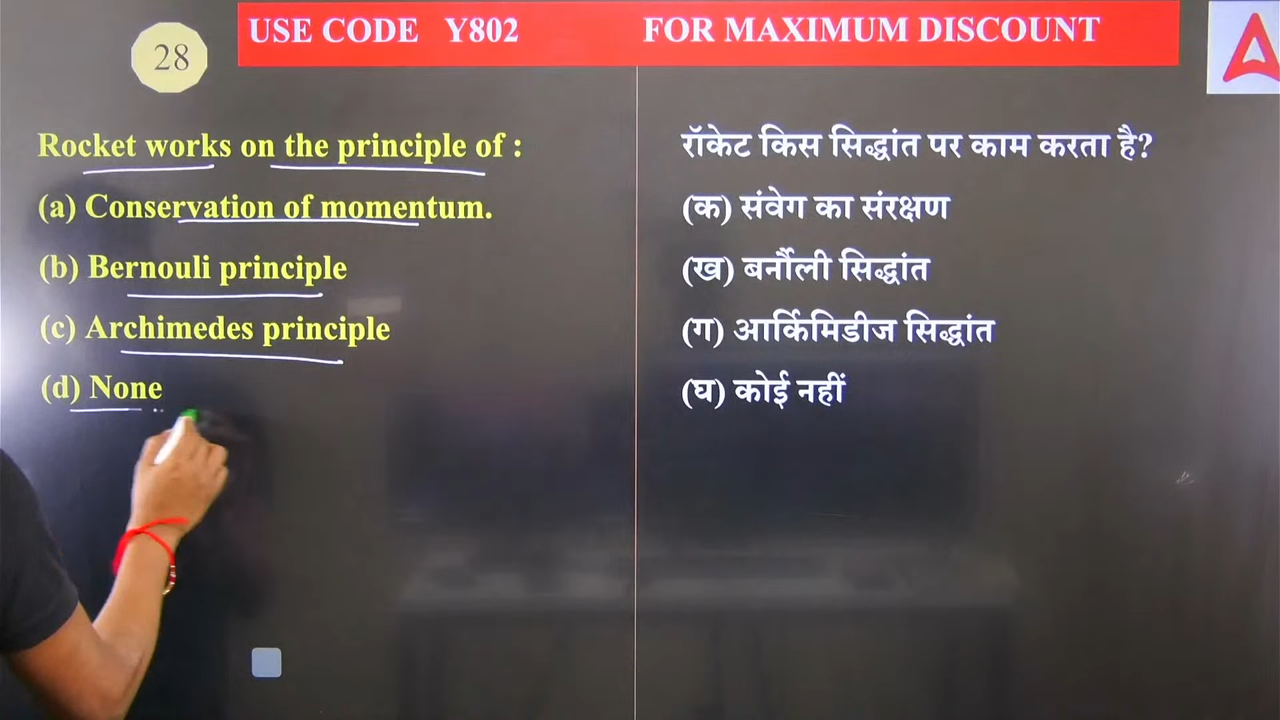 USE CODE Y802 FOR MAXIMUM DISCOUNT
28
Rocket works on the principle of :
(a) Conservation of momentum.
(b) Bernouli principle
(c) Archimedes principle
(d) None
रॉकेट किस सिद्धांत पर काम करता है?
(क) संवेग का संरक्षण
(ख) बर्नौली सिद्धांत
(ग) आर्किमिडीज सिद्धांत
(घ) कोई नहीं